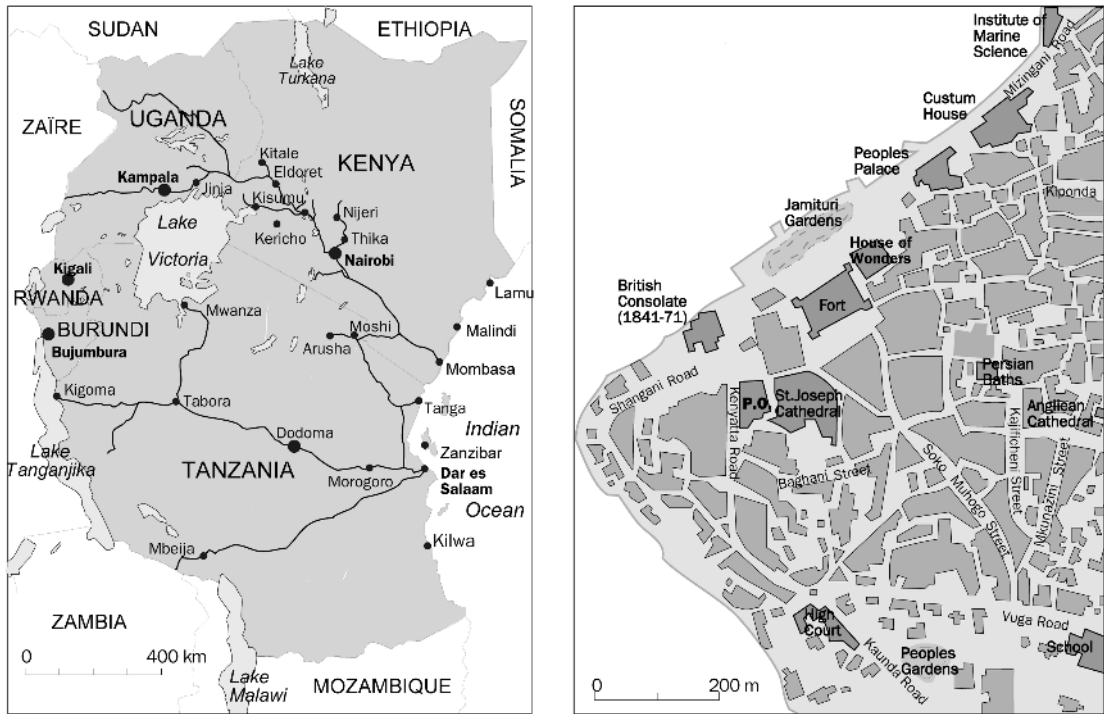 SUDAN
ETHIOPIA
Lake
Turkana
UGANDA
ZAÏRE
SOMALIA
Kitale
KENYA
Eldoret
Kampala
Jinja
Kisumu
Nijeri
Lake
Kericho
Thika
Victoria
Nairobi
Kigali
RWANDA
Lamu
Mwanza
BURUNDI
Malindi
Moshi
Bujumbura
Arusha
Mombasa
Kigoma
Tabora
Tanga
Indian
Dodoma
Zanzibar
Lake
Tanganjika
TANZANIA
Morogoro
Dar es
Salaam
Ocean
Mbeija
Kilwa
ZAMBIA
0
400 km
Lake
Malawi
MOZAMBIQUE
Institute of
Marine
Science
Mizingani Road
Custum
House
Peoples
Palace
Kiponda
Jamituri
Gardens
House of
Wonders
British
Consolate
(1841-71)
Fort
Persian
Baths
Shangani Road
Kenyatta Road
P.O.
St.Joseph
Cathedral
Anglican
Cathedral
Kajificheni Street
Baghani Street
Soko Muhogo Street
Mkunazini Street
High
Court
Vuga Road
Kaunda Road
Peoples
Gardens
School
0
200 m